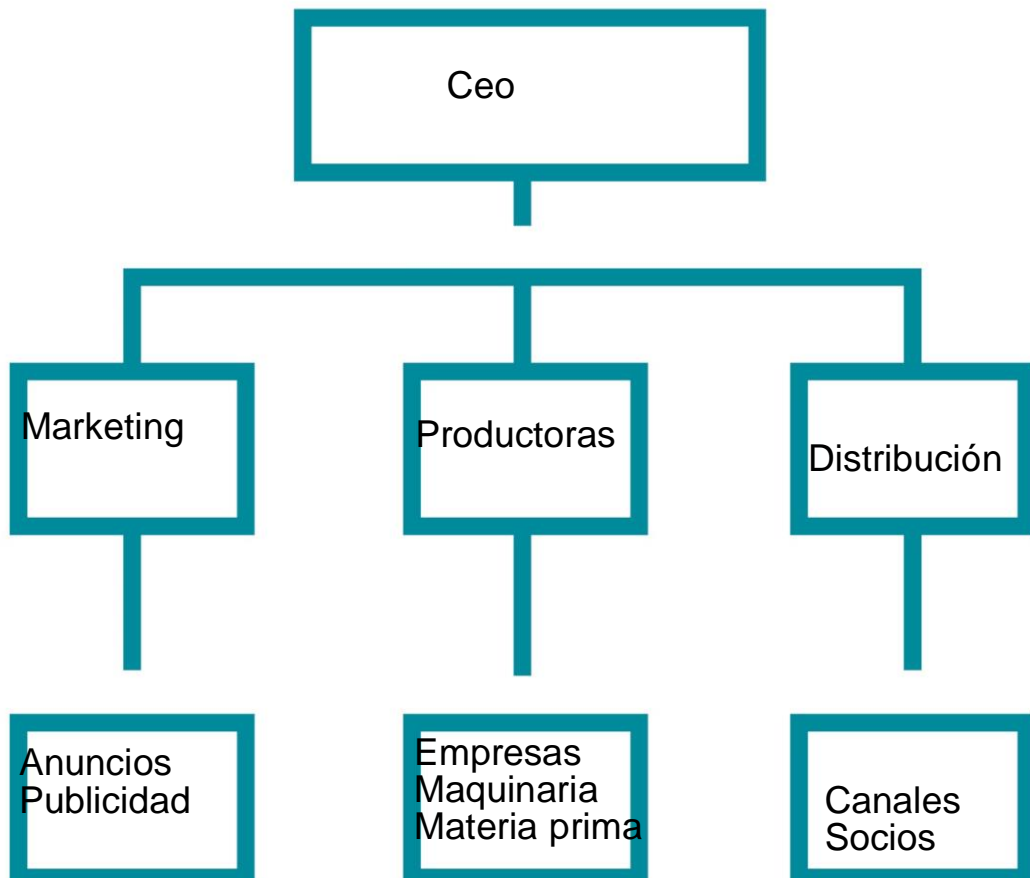 Ceo
Marketing
Productoras
Distribución
Anuncios
Publicidad
Empresas
Maquinaria
Materia prima
Canales
Socios